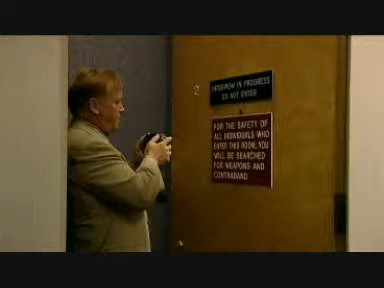 INTERVIEW IN PROGRESS
DO NOT ENTER
FOR THE SAFETY OF
ALL INDIVIDUALS WHO
ENTER THIS ROOM, YOU
WILL BE SEARCHED
FOR WEAPONS AND
CONTRABAND.